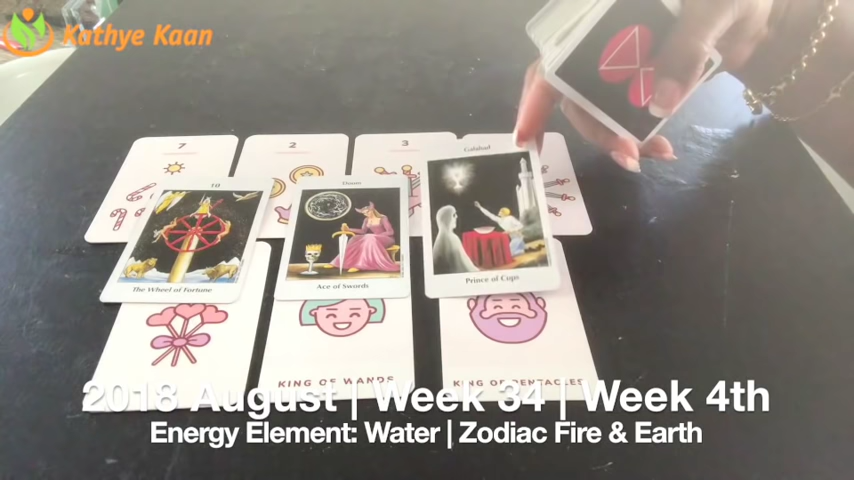 Kathye Kaan
7
2
3
Galahad
10
Doom
Prince of Cups
The Wheel of Fortune
Ace of Swords
KING OF WANDS
KING OF PENTACLES
2018 August | Week 34 | Week 4th
Energy Element: Water | Zodiac Fire & Earth